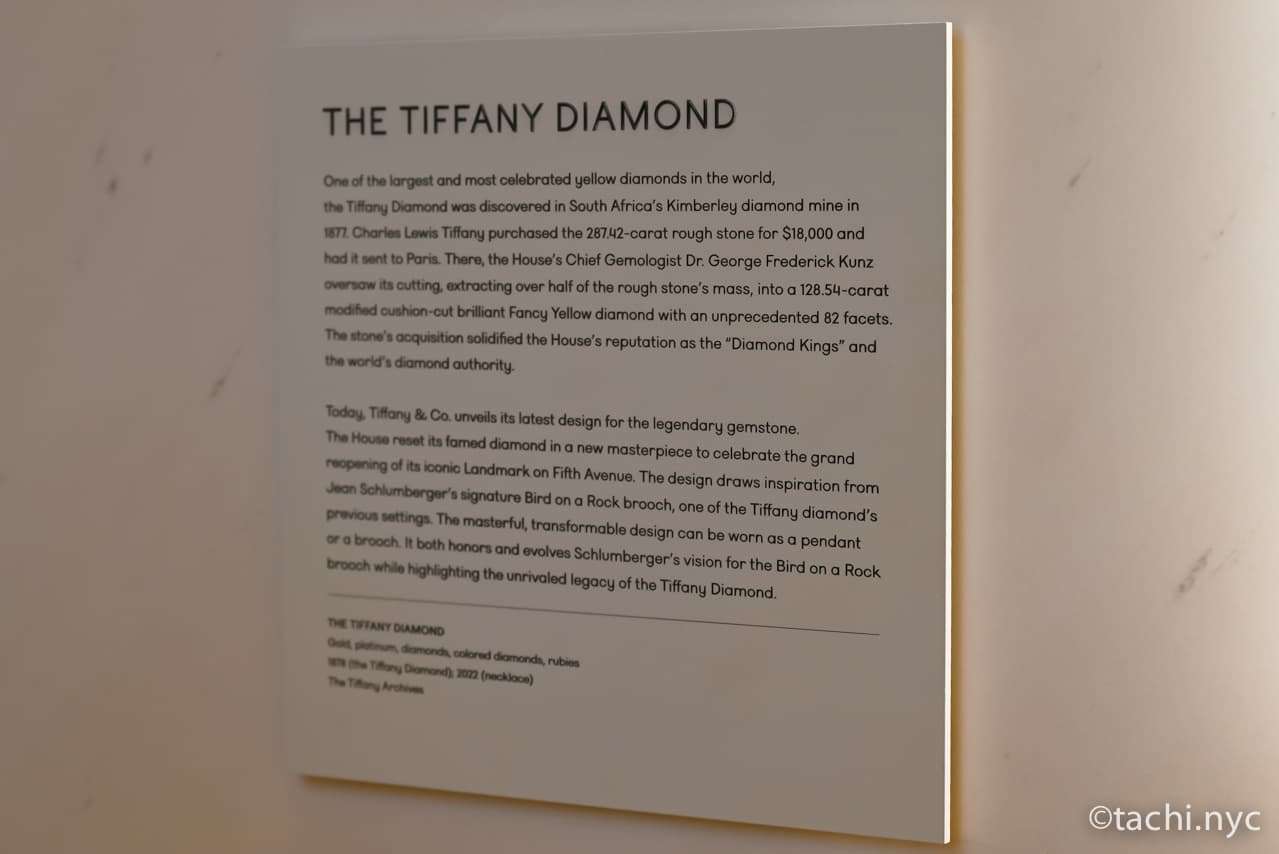 THE TIFFANY DIAMOND
One of the largest and most celebrated yellow diamonds in the world,
the Tiffany Diamond was discovered in South Africa's Kimberley diamond mine in
1877. Charles Lewis Tiffany purchased the 287.42-carat rough stone for $18,000 and
had it sent to Paris. There, the House's Chief Gemologist Dr. George Frederick Kunz
oversaw its cutting, extracting over half of the rough stone's mass, into a 128.54-carat
modified cushion-cut brilliant Fancy Yellow diamond with an unprecedented 82 facets.
The stone's acquisition solidified the House's reputation as the “Diamond Kings” and
the world's diamond authority.
Today, Tiffany & Co. unveils its latest design for the legendary gemstone.
The House reset its famed diamond in a new masterpiece to celebrate the grand
reopening of its iconic Landmark on Fifth Avenue. The design draws inspiration from
Jean Schlumberger's signature Bird on a Rock brooch, one of the Tiffany diamond's
previous settings. The masterful, transformable design can be worn as a pendant
or a brooch. It both honors and evolves Schlumberger's vision for the Bird on a Rock
brooch while highlighting the unrivaled legacy of the Tiffany Diamond.
THE TIFFANY DIAMOND
Gold, platinum, diamonds, colored diamonds, rubies
1878 (the Tiffany Diamond); 2022 (necklace)
The Tiffany Archives
©tachi.nyc